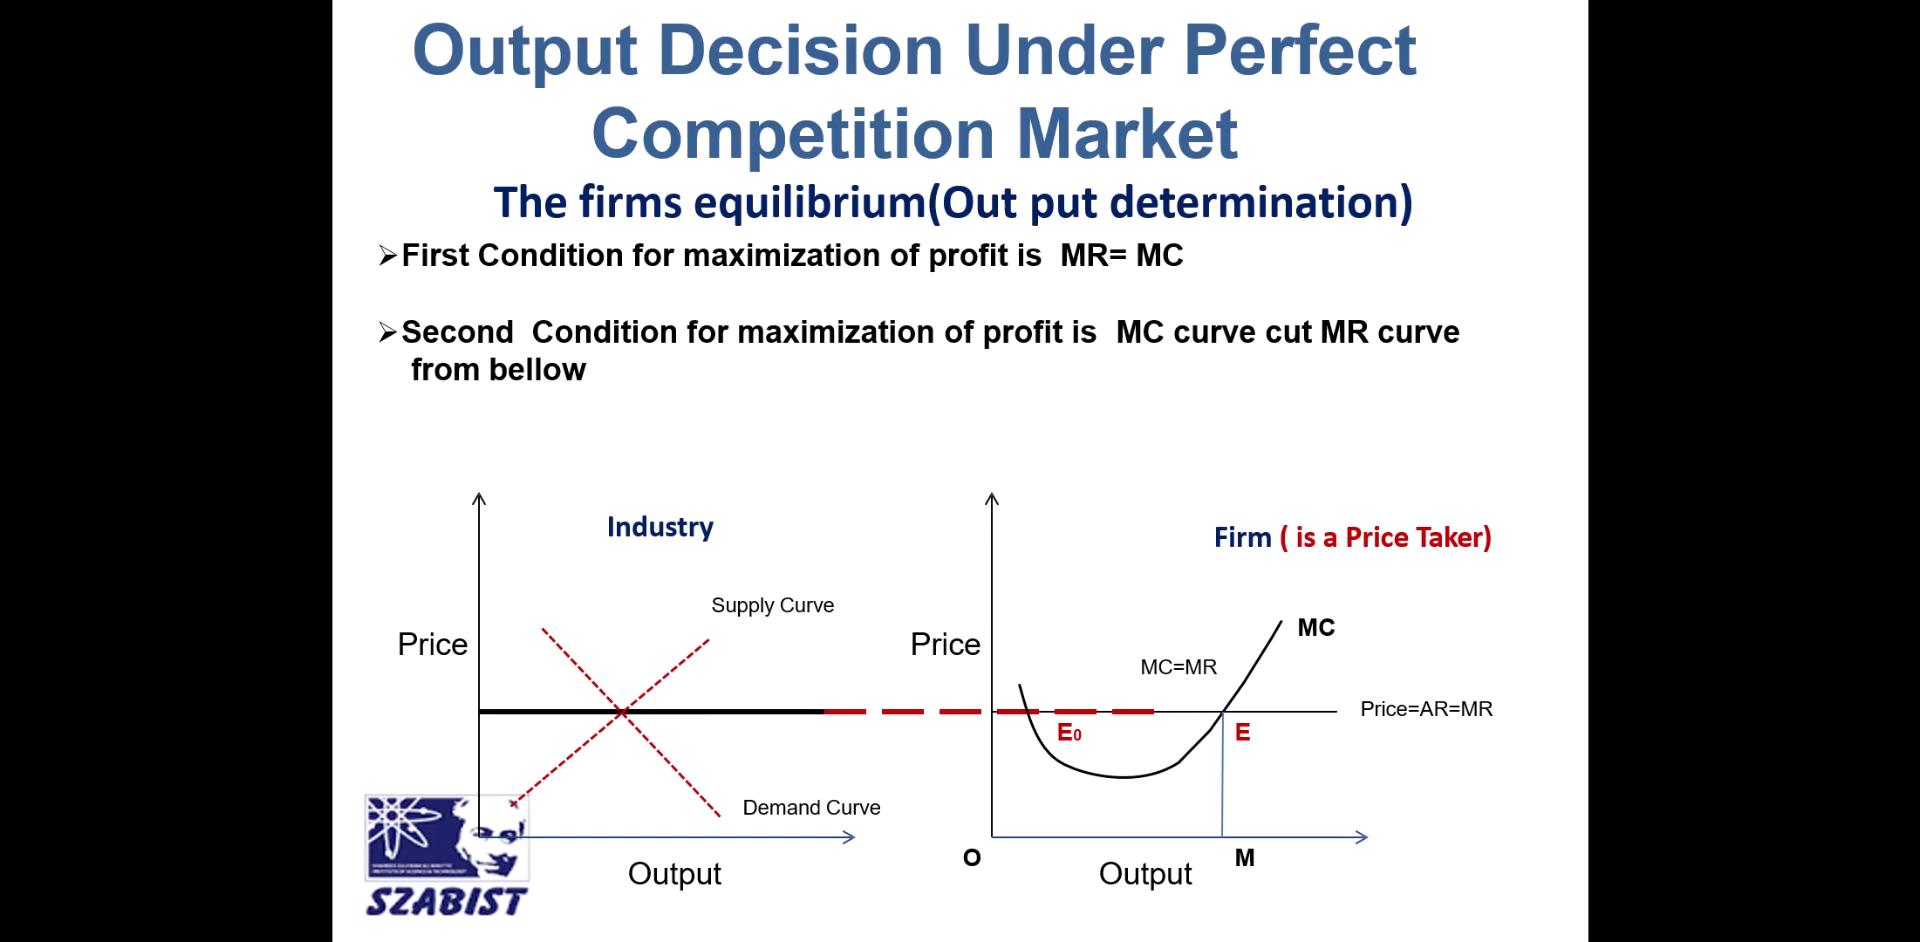 Output Decision Under Perfect
Competition Market
The firms equilibrium(Out put determination)
➢First Condition for maximization of profit is MR= MC
➢Second Condition for maximization of profit is MC curve cut MR curve
from bellow
Industry
Firm ( is a Price Taker)
Supply Curve
MC
Price
Price
MC=MR
Price=AR=MR
E₀
E
Demand Curve
O
M
Output
Output
SZABIST